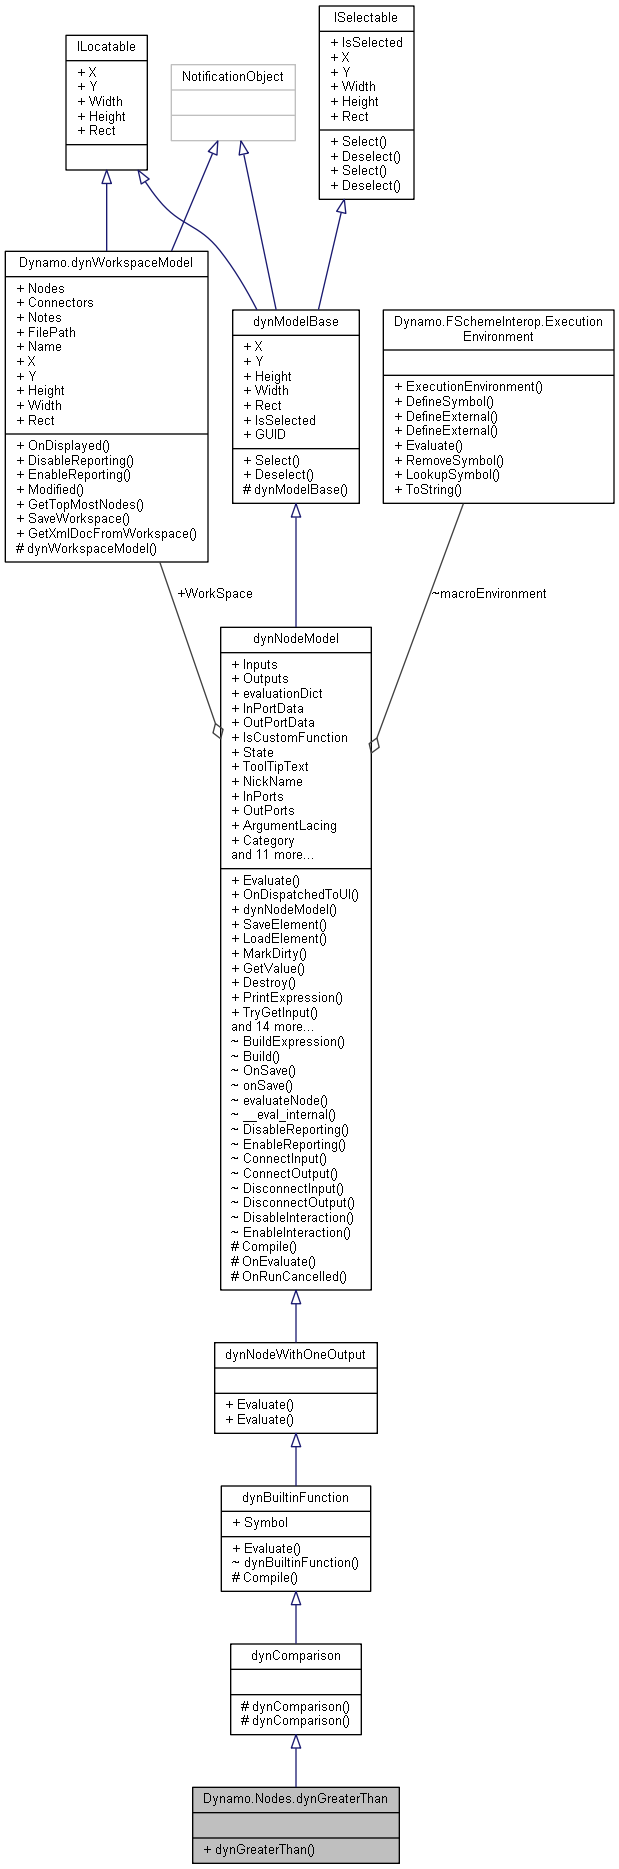 ISelectable
+ IsSelected
+ X
+ Y
+ Width
+ Height
+ Rect
+ Select()
+ Deselect()
+ Select()
+ Deselect()
ILocatable
+ X
+ Y
+ Width
+ Height
+ Rect
NotificationObject
Dynamo.dynWorkspaceModel
+ Nodes
+ Connectors
+ Notes
+ FilePath
+ Name
+ X
+ Y
+ Height
+ Width
+ Rect
+ OnDisplayed()
+ DisableReporting()
+ EnableReporting()
+ Modified()
+ GetTopMostNodes()
+ SaveWorkspace()
+ GetXmlDocFromWorkspace()
# dynWorkspaceModel()
dynModelBase
+ X
+ Y
+ Height
+ Width
+ Rect
+ IsSelected
+ GUID
+ Select()
+ Deselect()
# dynModelBase()
Dynamo.FSchemeInterop.Execution
Environment
+ ExecutionEnvironment()
+ DefineSymbol()
+ DefineExternal()
+ DefineExternal()
+ Evaluate()
+ RemoveSymbol()
+ LookupSymbol()
+ ToString()
+WorkSpace
~macroEnvironment
dynNodeModel
+ Inputs
+ Outputs
+ evaluationDict
+ InPortData
+ OutPortData
+ IsCustomFunction
+ State
+ ToolTipText
+ NickName
+ InPorts
+ OutPorts
+ ArgumentLacing
+ Category
and 11 more...
+ Evaluate()
+ OnDispatchedToUI()
+ dynNodeModel()
+ SaveElement()
+ LoadElement()
+ MarkDirty()
+ GetValue()
+ Destroy()
+ PrintExpression()
+ TryGetInput()
and 14 more...
~ BuildExpression()
~ Build()
~ OnSave()
~ onSave()
~ evaluateNode()
~ __eval_internal()
~ DisableReporting()
~ EnableReporting()
~ ConnectInput()
~ ConnectOutput()
~ DisconnectInput()
~ DisconnectOutput()
~ DisableInteraction()
~ EnableInteraction()
# Compile()
# OnEvaluate()
# OnRunCancelled()
dynNodeWithOneOutput
+ Evaluate()
+ Evaluate()
dynBuiltinFunction
+ Symbol
+ Evaluate()
~ dynBuiltinFunction()
# Compile()
dynComparison
# dynComparison()
# dynComparison()
Dynamo.Nodes.dynGreaterThan
+ dynGreaterThan()